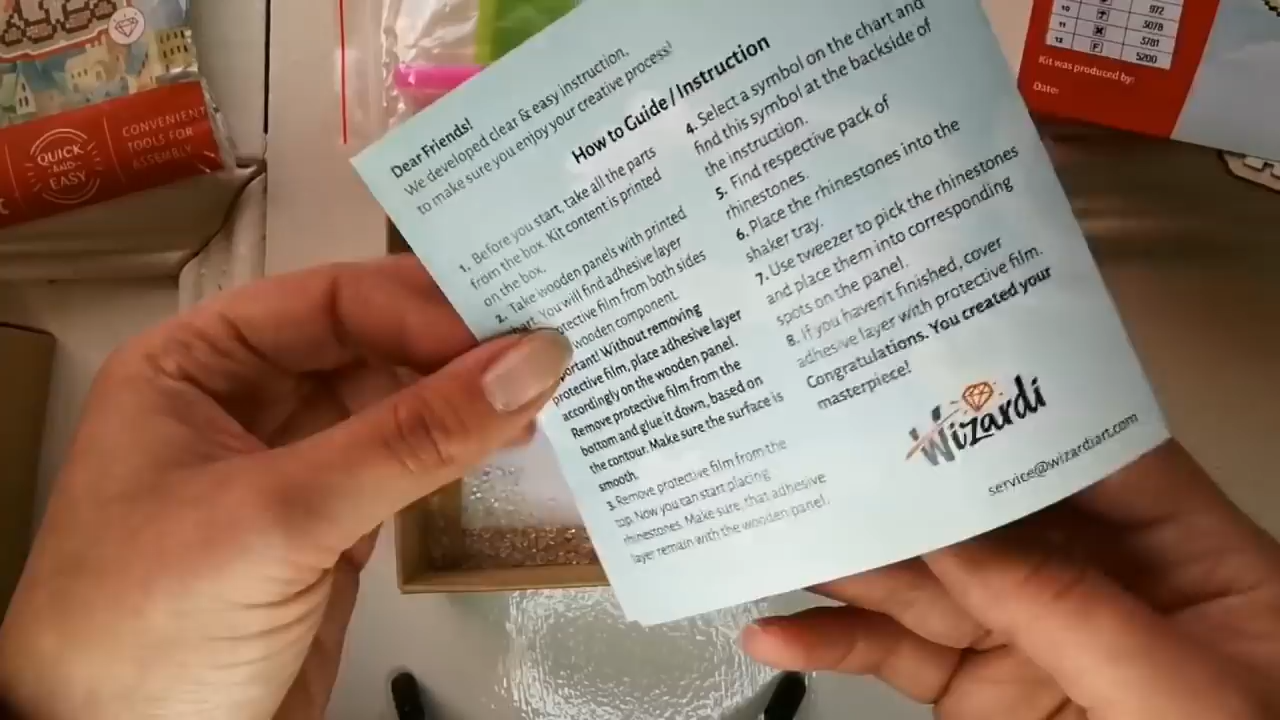 Dear Friends!
We developed clear & easy instruction,
to make sure you enjoy your creative process!
How to Guide / Instruction
1. Before you start, take all the parts
from the box. Kit content is printed
on the box.
2. Take wooden panels with printed
You will find adhesive layer
film from both sides
wooden component.
Without removing
protective film, place adhesive layer
accordingly on the wooden panel.
Remove protective film from the
bottom and glue it down, based on
the contour. Make sure the surface is
smooth.
3. Remove protective film from the
top. Now you can start placing
rhinestones. Make sure, that adhesive
layer remain with the wooden panel.
4. Select a symbol on the chart and
find this symbol at the backside of
the instruction.
5. Find respective pack of
rhinestones.
6. Place the rhinestones into the
shaker tray.
7. Use tweezer to pick the rhinestones
and place them into corresponding
spots on the panel.
8. If you haven't finished, cover
adhesive layer with protective film.
Congratulations. You created your
masterpiece!
Wizardi
service@wizardiart.com
QUICK
AND
EASY
CONVENIENT
TOOLS FOR
ASSEMBLY
10 972
11 5078
12 F 5781
5200
Kit was produced by:
Date: